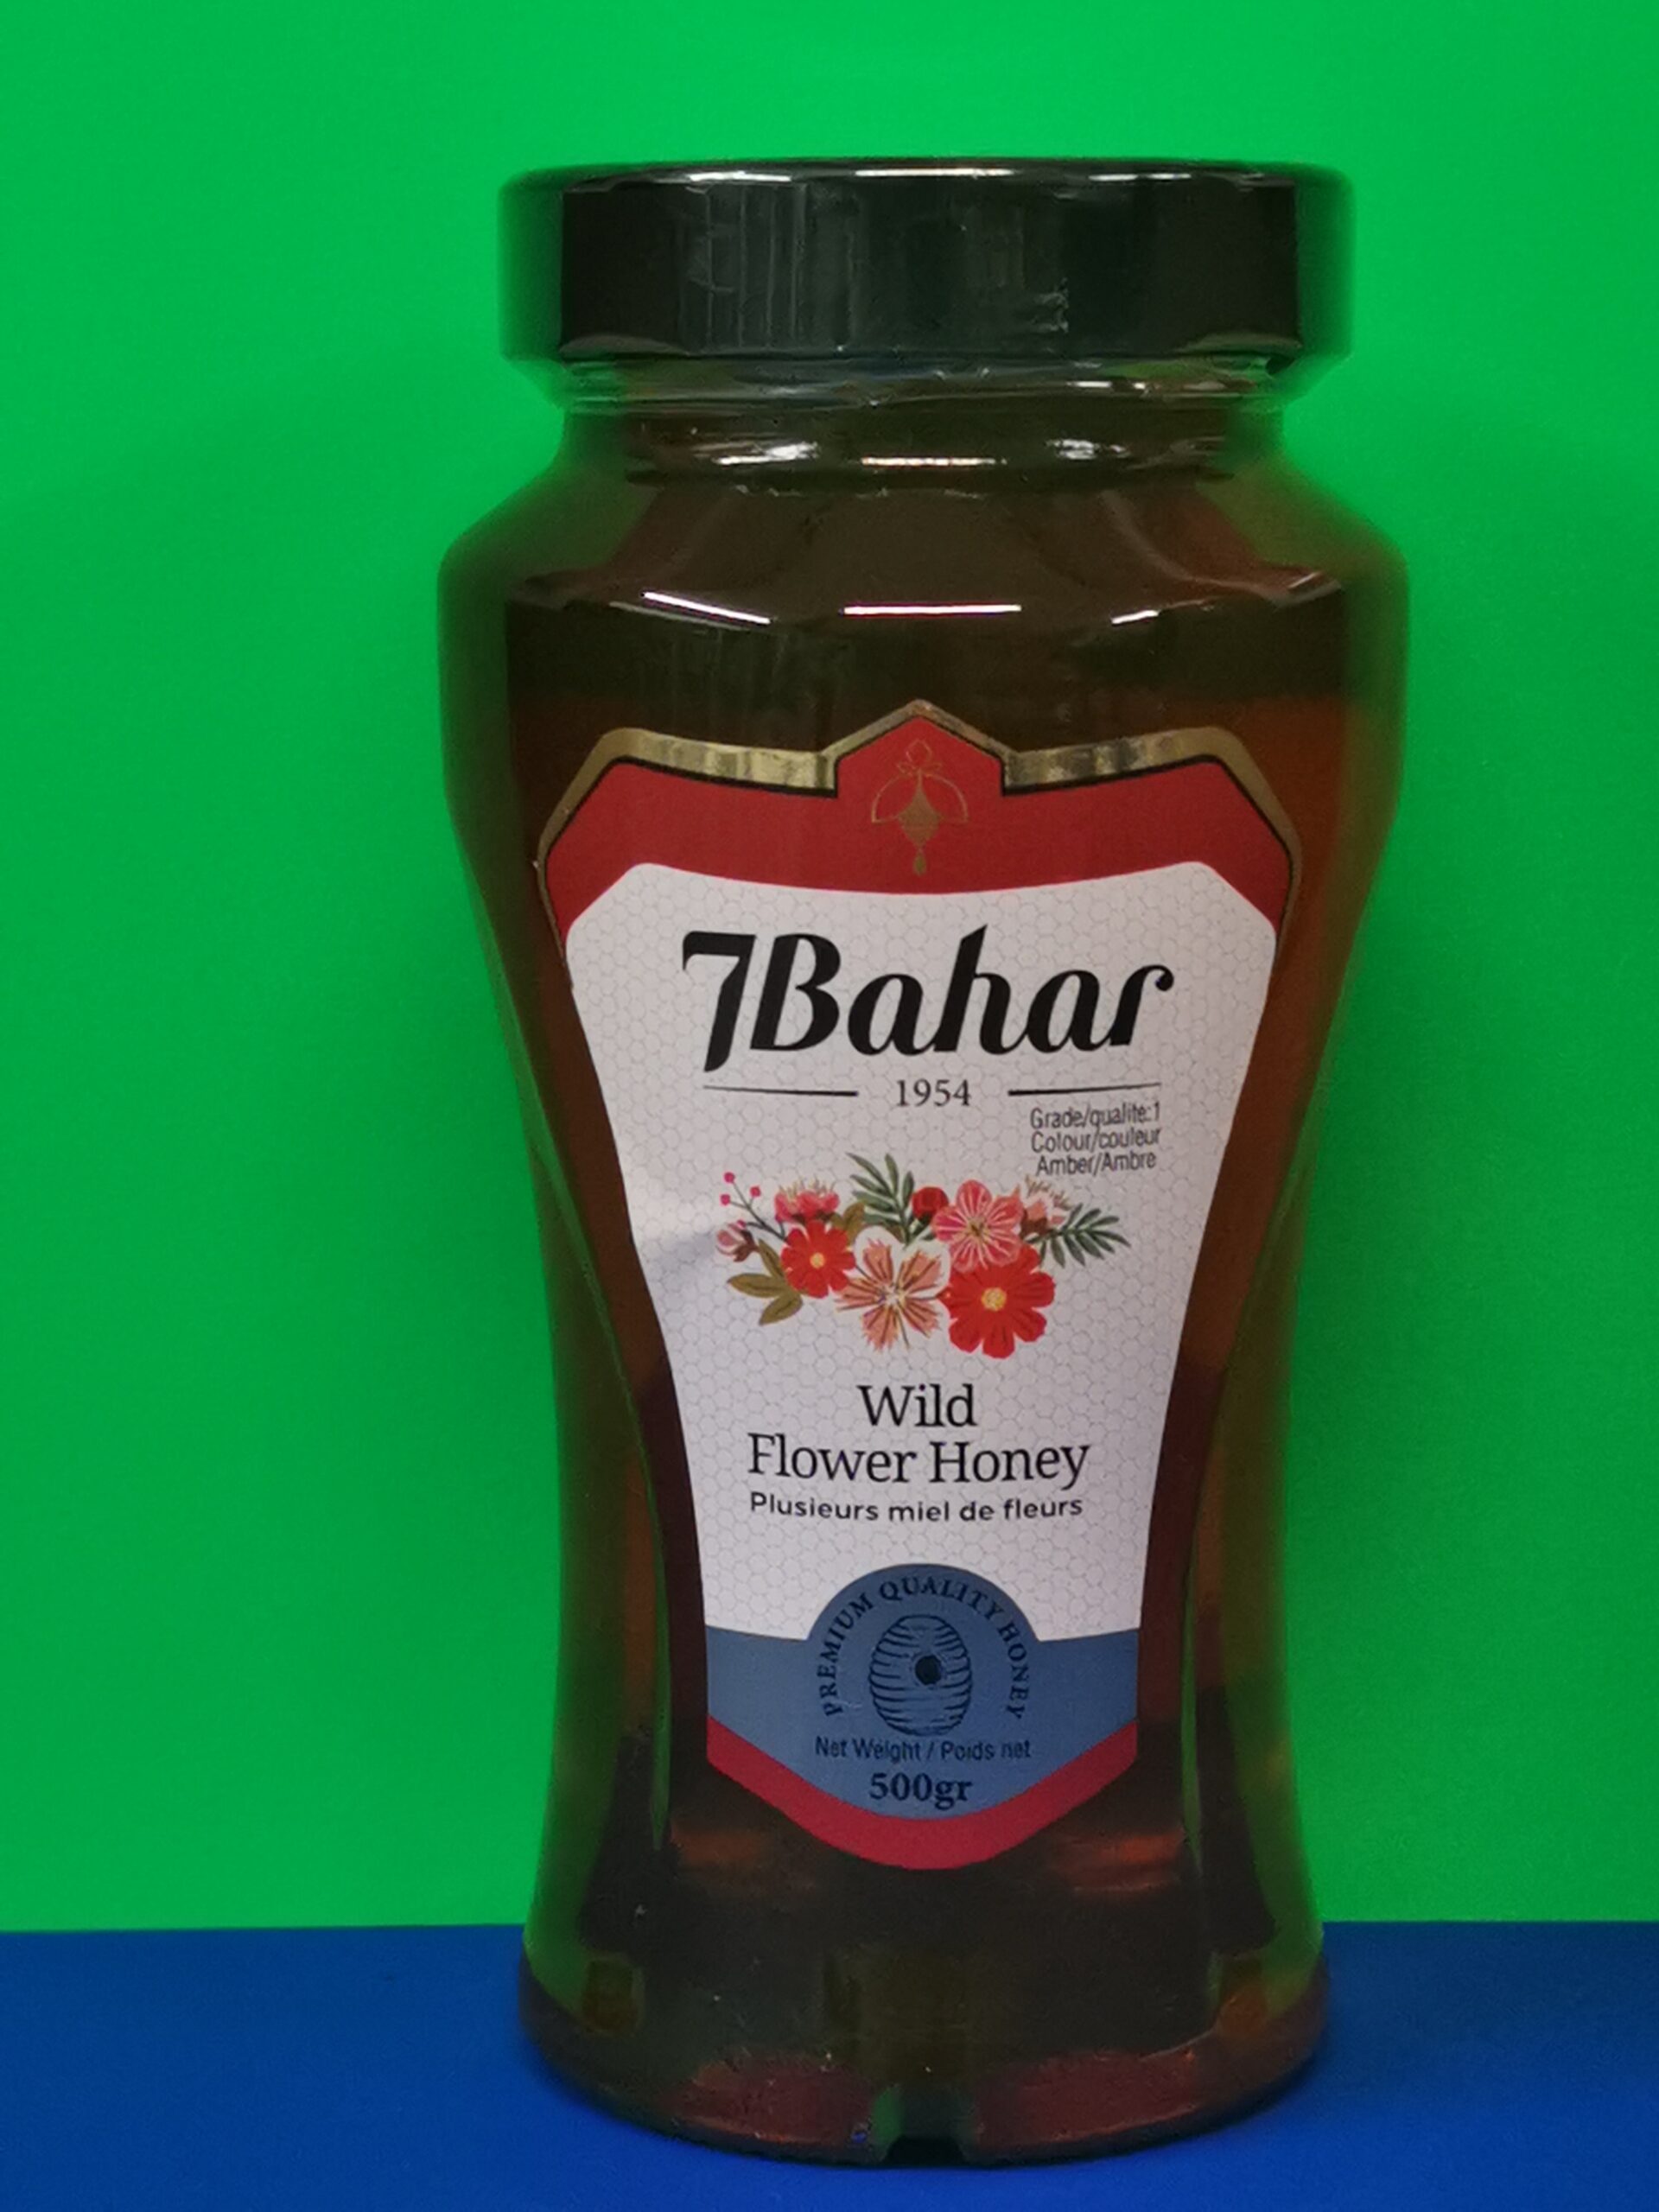 7Bahar
1954
Grade/qualite:1
Colour/couleur
Amber/Ambre
Wild
Flower Honey
Plusieurs miel de fleurs
PREMIUM QUALITY HONEY
Net Weight / Poids net
500gr